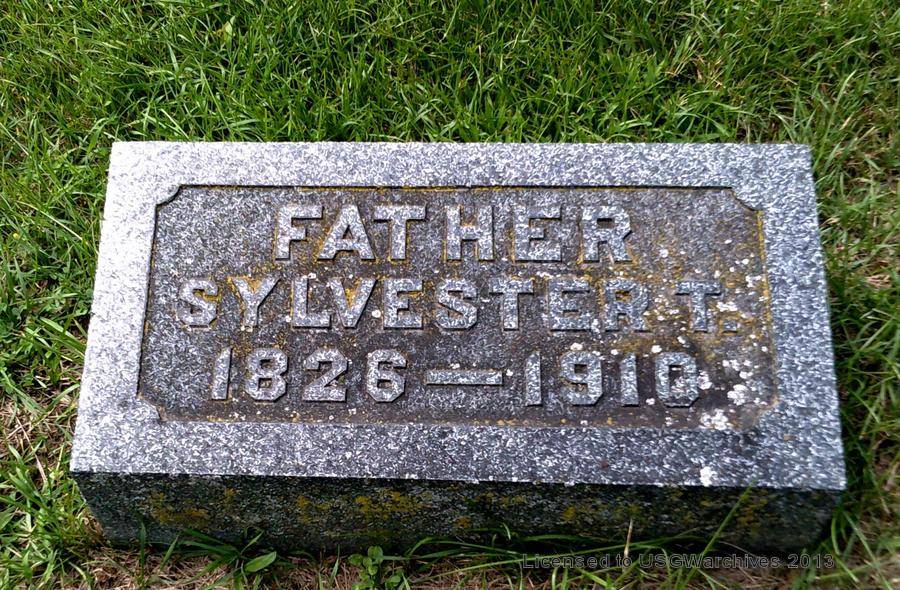 FATHER
SYLVESTER T.
1826—1910
Licensed to USGWarchives 2013